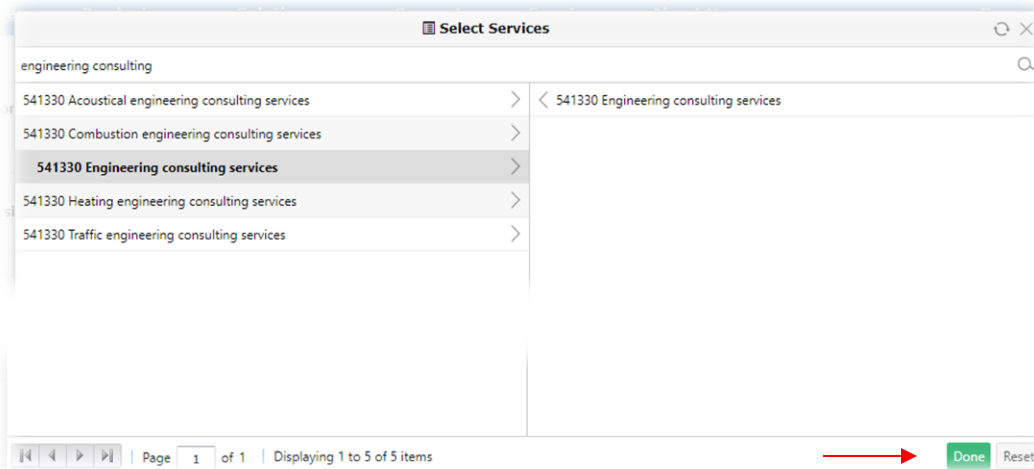 Select Services
engineering consulting
541330 Acoustical engineering consulting services
541330 Combustion engineering consulting services
541330 Engineering consulting services
541330 Heating engineering consulting services
541330 Traffic engineering consulting services
541330 Engineering consulting services
Page 1 of 1 Displaying 1 to 5 of 5 items
Done Reset